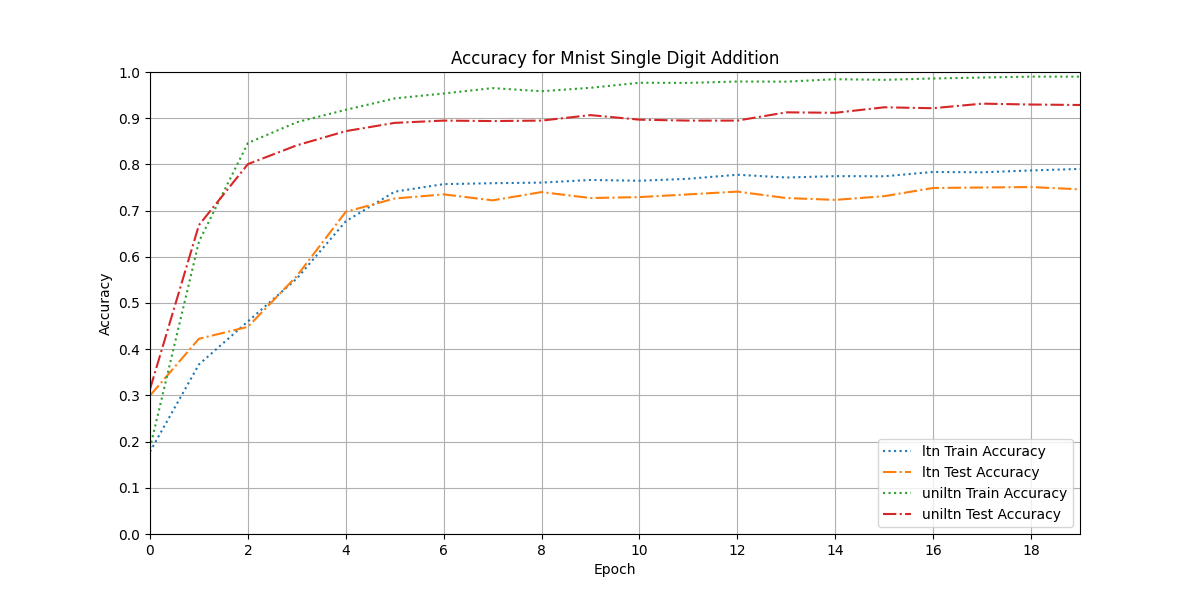 Accuracy for Mnist Single Digit Addition
1.0
0.9
0.8
0.7
0.6
0.5
0.4
0.3
0.2
0.1
0.0
Accuracy
ltn Train Accuracy
ltn Test Accuracy
uniltn Train Accuracy
uniltn Test Accuracy
0 2 4 6 8 10 12 14 16 18
Epoch